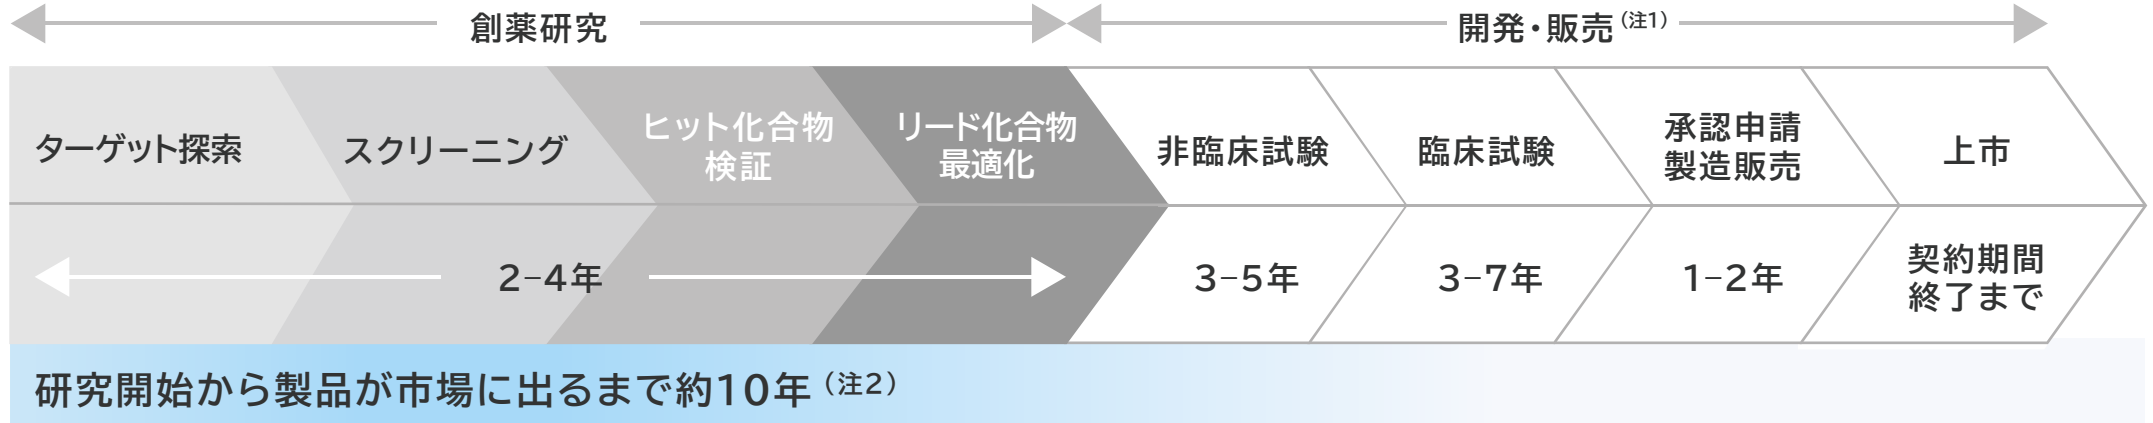 創薬研究
開発・販売(注1)
ターゲット探索
スクリーニング
ヒット化合物
検証
リード化合物
最適化
非臨床試験
臨床試験
承認申請
製造販売
上市
2–4年
3–5年
3–7年
1–2年
契約期間
終了まで
研究開始から製品が市場に出るまで約10年(注2)